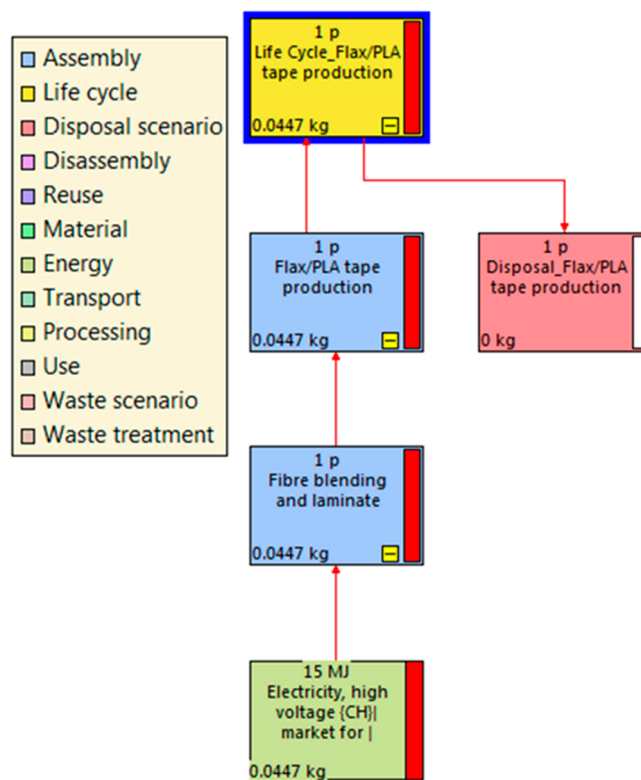 Assembly
Life cycle
Disposal scenario
Disassembly
Reuse
Material
Energy
Transport
Processing
Use
Waste scenario
Waste treatment
1 p
Life Cycle_Flax/PLA
tape production
0.0447 kg
1 p
Flax/PLA tape
production
0.0447 kg
1 p
Disposal_Flax/PLA
tape production
0 kg
1 p
Fibre blending
and laminate
0.0447 kg
15 MJ
Electricity, high
voltage {CH}|
market for |
0.0447 kg